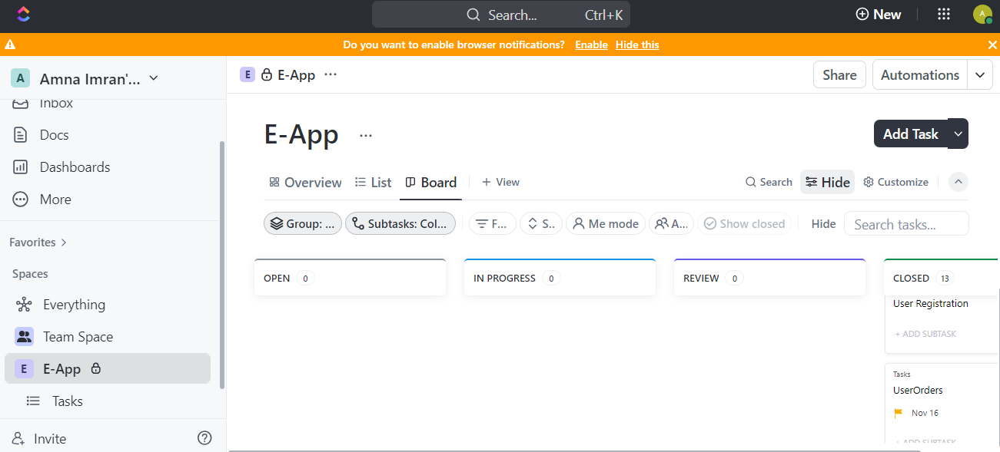 Search...
Ctrl+K
New
A
Do you want to enable browser notifications? Enable Hide this
A Amna Imran'...
Inbox
Docs
Dashboards
More
Favorites
Spaces
Everything
Team Space
E E-App
Tasks
Invite
E E-App ...
Share
Automations
E-App ...
Add Task
Overview
List
Board
+ View
Search
Hide
Customize
Group: ...
Subtasks: Col...
F...
S..
Me mode
A...
Show closed
Hide
Search tasks...
OPEN 0
IN PROGRESS 0
REVIEW 0
CLOSED 13
User Registration
+ ADD SUBTASK
Tasks
UserOrders
Nov 16
+ ADD SUBTASK